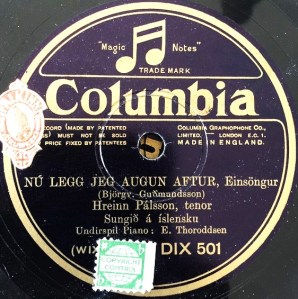 "Magic Notes"
TRADE MARK
Columbia
RECORD (MADE BY PATENTED
MUST NOT BE SOLD
PRICE FIXED BY PATENTEES
COLUMBIA GRAPHOPHONE CO.,
LIMITED. LONDON E.C. 1.
MADE IN ENGLAND.
NÚ LEGG JEG AUGUN AFTUR, Einsöngur
(Björgv. Guðmundsson)
Hreinn Pálsson, tenor
Sungið á íslensku
Undirspil Piano: E. Thoroddsen
DIX 501
COPYRIGHT
CONTROL